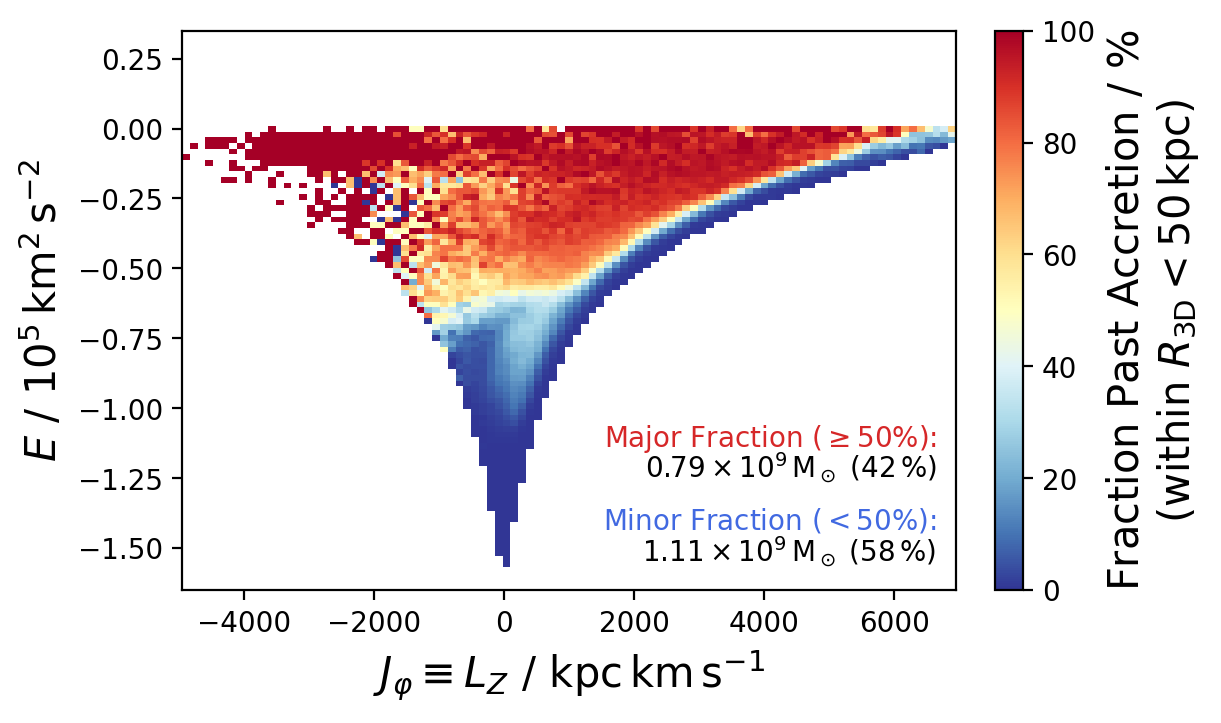 0.25
0.00
−0.25
−0.50
−0.75
−1.00
−1.25
−1.50
E / 10⁵ km² s⁻²
−4000
−2000
0
2000
4000
6000
J_φ ≡ L_Z / kpc km s⁻¹
Major Fraction (≥50%):
0.79 × 10⁹ M_⊙ (42 %)
Minor Fraction (<50%):
1.11 × 10⁹ M_⊙ (58 %)
100
80
60
40
20
0
Fraction Past Accretion / %
(within R_3D < 50 kpc)